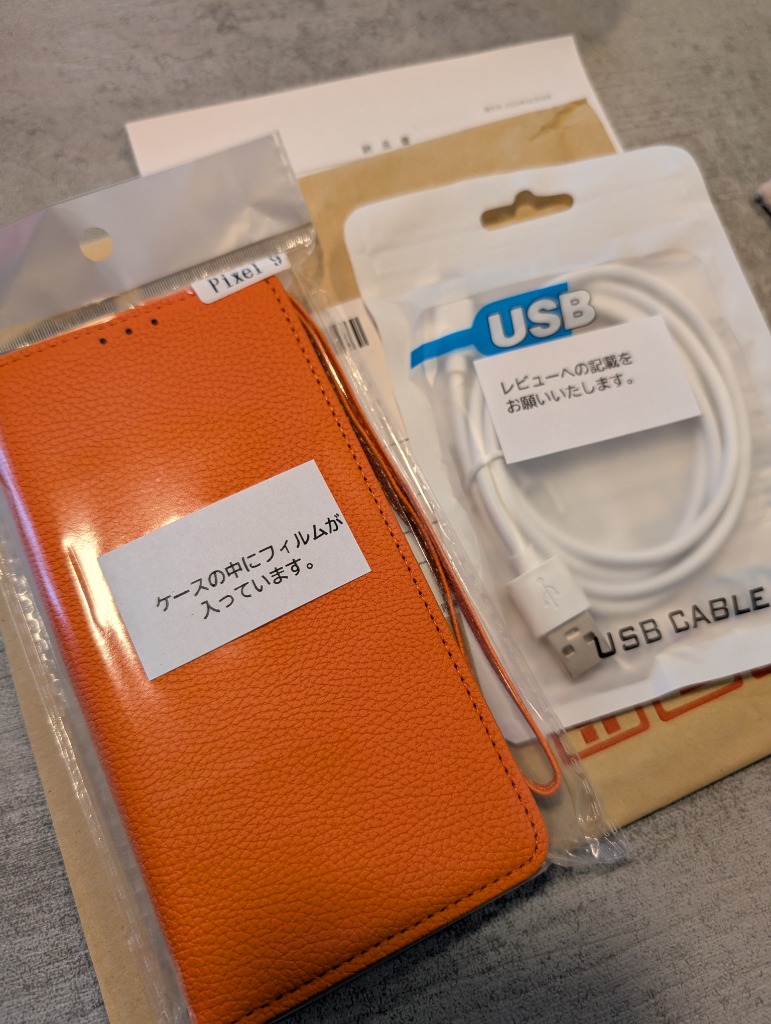 Pixel 9
ケースの中にフィルムが
入っています。
USB
レビューへの記載を
お願いいたします。
USB CABLE